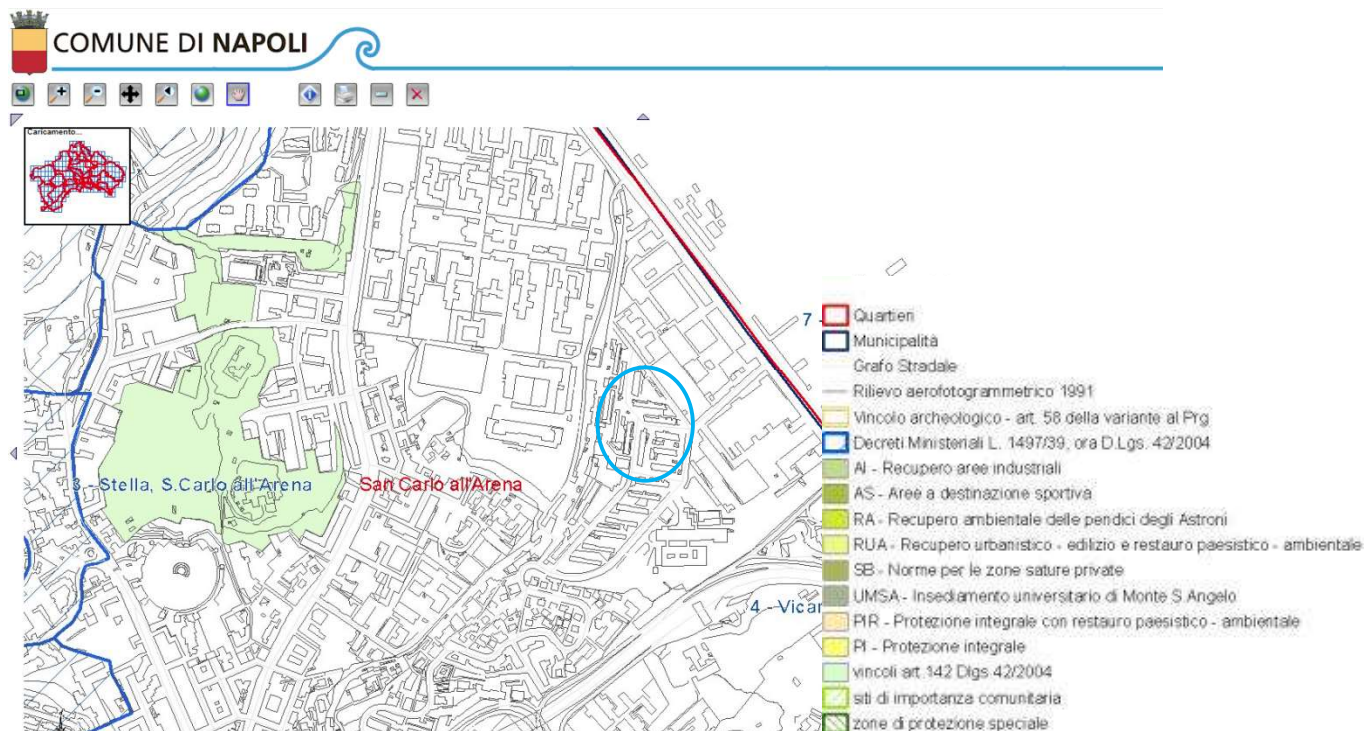 COMUNE DI NAPOLI
Caricamento...
3 - Stella, S.Carlo all'Arena
San Carlo all'Arena
7 -
4 - Vicar
Quartieri
Municipalità
Grafo Stradale
Rilievo aerofotogrammetrico 1991
Vincolo archeologico - art. 58 della variante al Prg
Decreti Ministeriali L. 1497/39, ora D.Lgs. 42/2004
AI - Recupero aree industriali
AS - Aree a destinazione sportiva
RA - Recupero ambientale delle pendici degli Astroni
RUA - Recupero urbanistico - edilizio e restauro paesistico - ambientale
SB - Norme per le zone sature private
UMSA - Insediamento universitario di Monte S Angelo
PIR - Protezione integrale con restauro paesistico - ambientale
PI - Protezione integrale
vincoli art.142 Dlgs 42/2004
siti di importanza comunitaria
zone di protezione speciale